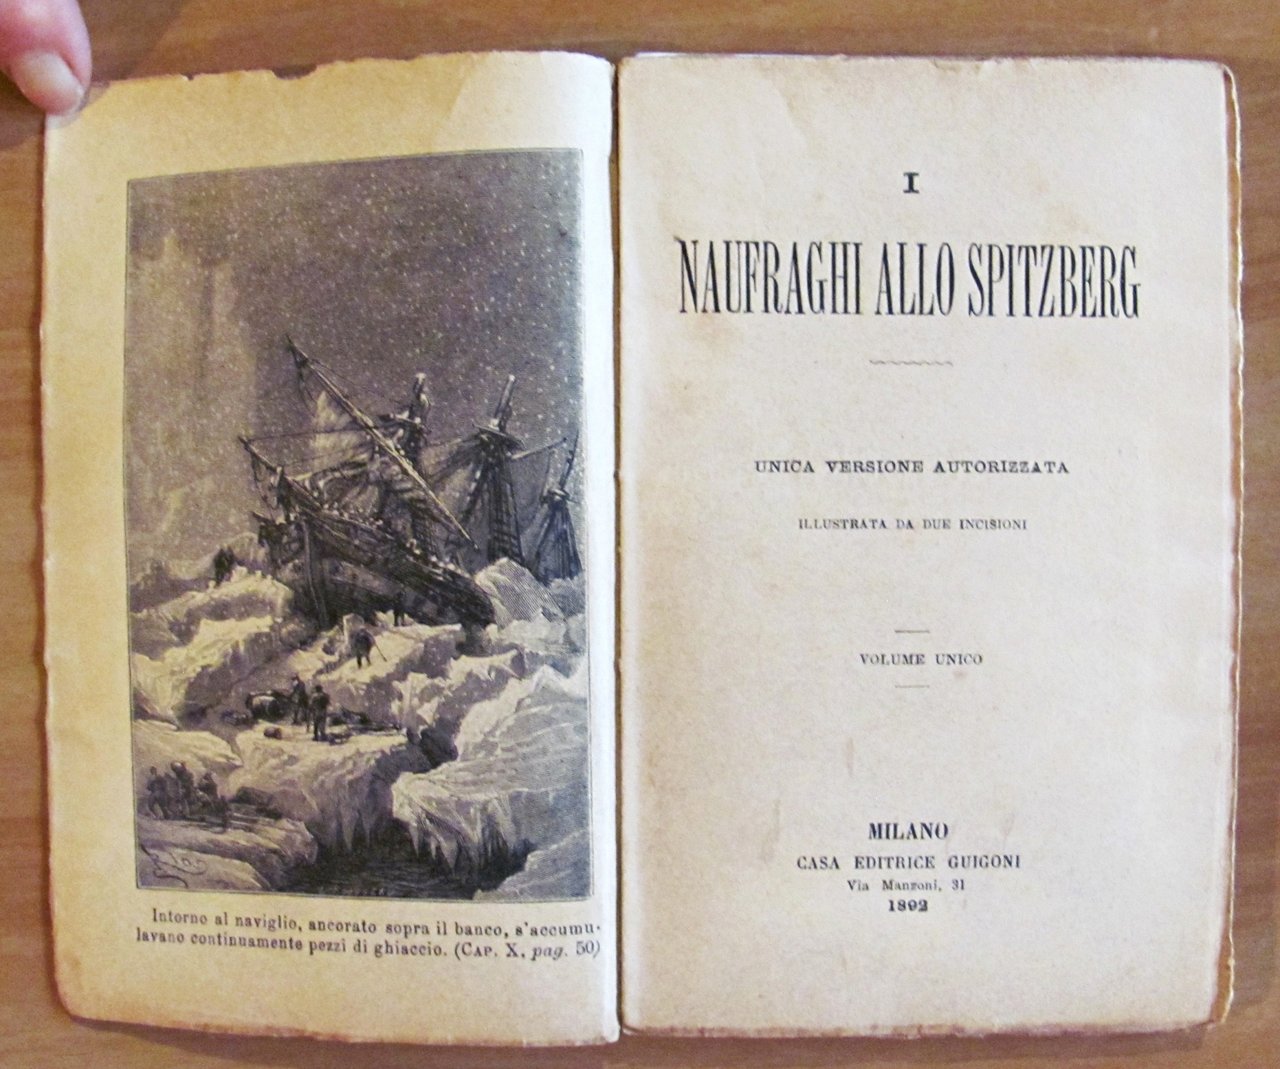 Intorno al naviglio, ancorato sopra il banco, s'accumu-
lavano continuamente pezzi di ghiaccio. (CAP. X, pag. 50)
I
NAUFRAGHI ALLO SPITZBERG
UNICA VERSIONE AUTORIZZATA
ILLUSTRATA DA DUE INCISIONI
VOLUME UNICO
MILANO
CASA EDITRICE GUIGONI
Via Manzoni, 31
1892